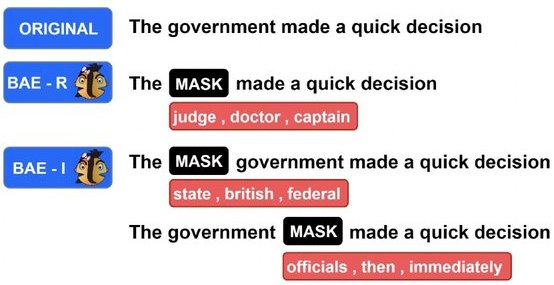 ORIGINAL The government made a quick decision
BAE - R The MASK made a quick decision
judge , doctor , captain
BAE - I The MASK government made a quick decision
state , british , federal
The government MASK made a quick decision
officials , then , immediately